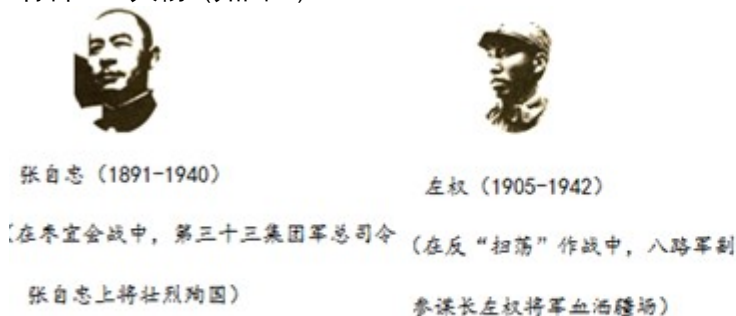 张自忠（1891-1940）
（在枣宜会战中，第三十三集团军总司令
张自忠上将壮烈殉国）
左权（1905-1942）
（在反“扫荡”作战中，八路军副
参谋长左权将军血洒疆场）